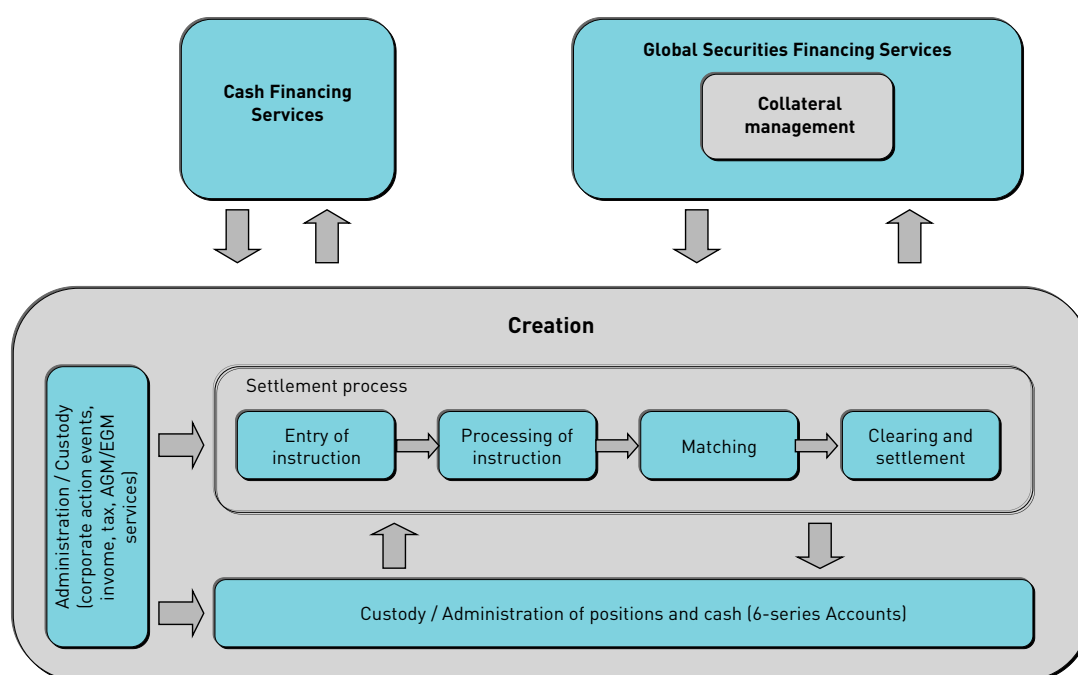 Cash Financing
Services
Global Securities Financing Services
Collateral
management
Creation
Administration / Custody
(corporate action events,
invome, tax, AGM/EGM
services)
Settlement process
Entry of
instruction
Processing of
instruction
Matching
Clearing and
settlement
Custody / Administration of positions and cash (6-series Accounts)